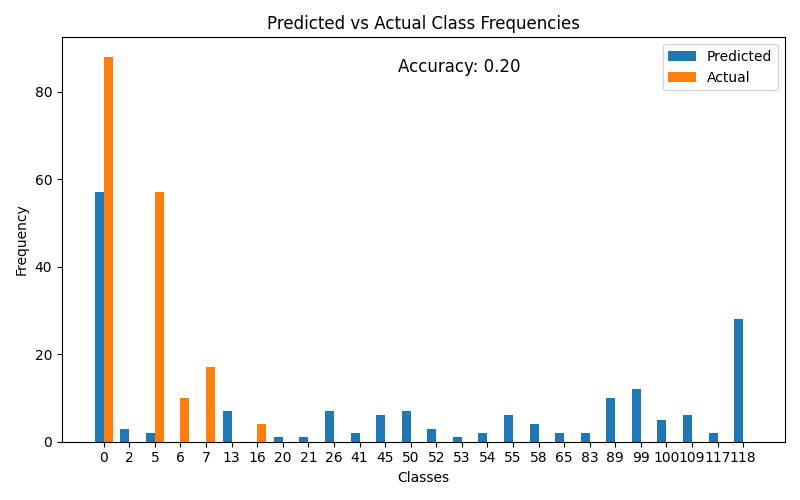 Predicted vs Actual Class Frequencies
Accuracy: 0.20
Predicted
Actual
Frequency
80
60
40
20
0
0 2 5 6 7 13 16 20 21 26 41 45 50 52 53 54 55 58 65 83 89 99 100 109 117 118
Classes